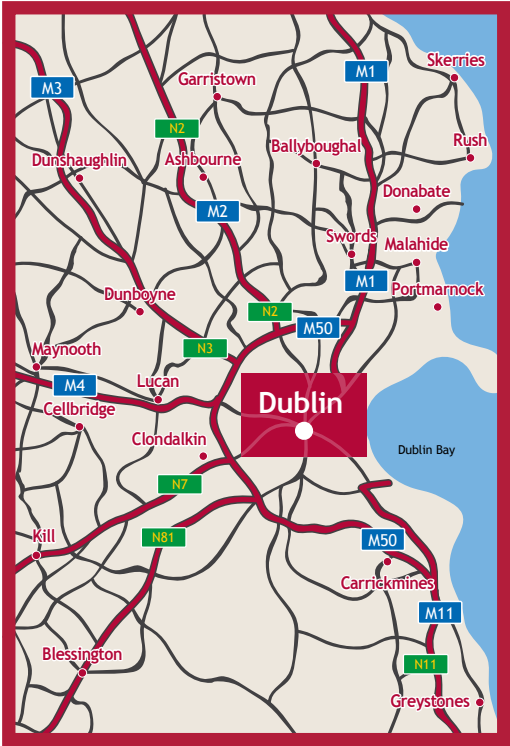 Skerries
M1
Garristown
M3
N2
Rush
Ballyboughal
Dunshaughlin
Ashbourne
Donabate
M2
Swords
Malahide
M1
Portmarnock
Dunboyne
N2
M50
N3
Maynooth
M4
Lucan
Dublin
Cellbridge
Clondalkin
Dublin Bay
N7
Kill
N81
M50
Carrickmines
M11
Blessington
N11
Greystones